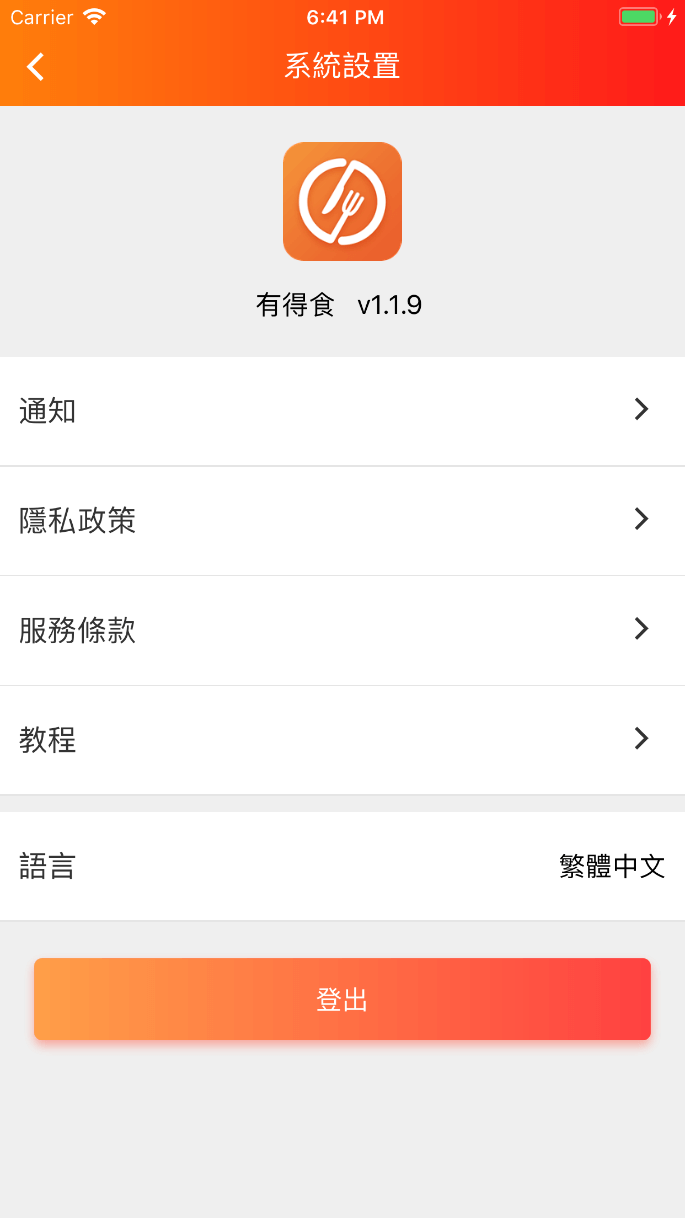 Carrier 6:41 PM
系統設置
有得食 v1.1.9
通知
隱私政策
服務條款
教程
語言 繁體中文
登出